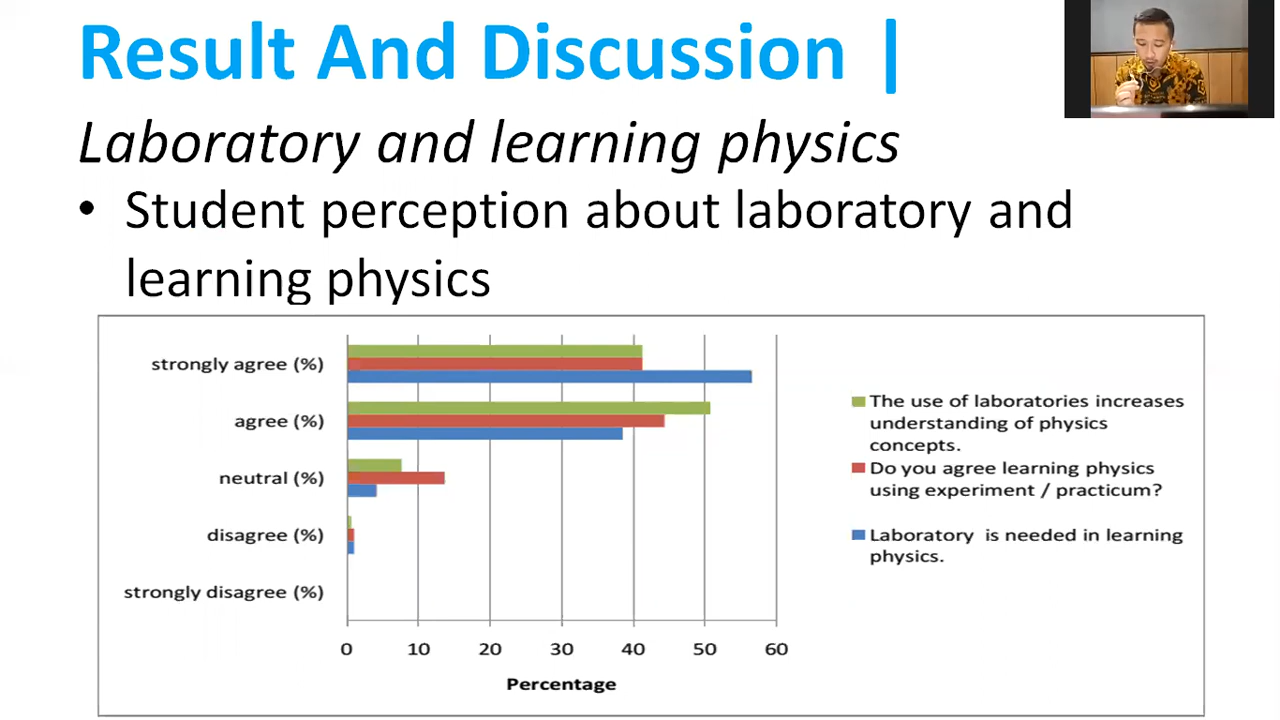 Result And Discussion |
Laboratory and learning physics
• Student perception about laboratory and
learning physics
strongly agree (%)
agree (%)
neutral (%)
disagree (%)
strongly disagree (%)
0 10 20 30 40 50 60
Percentage
The use of laboratories increases
understanding of physics
concepts.
Do you agree learning physics
using experiment / practicum?
Laboratory is needed in learning
physics.